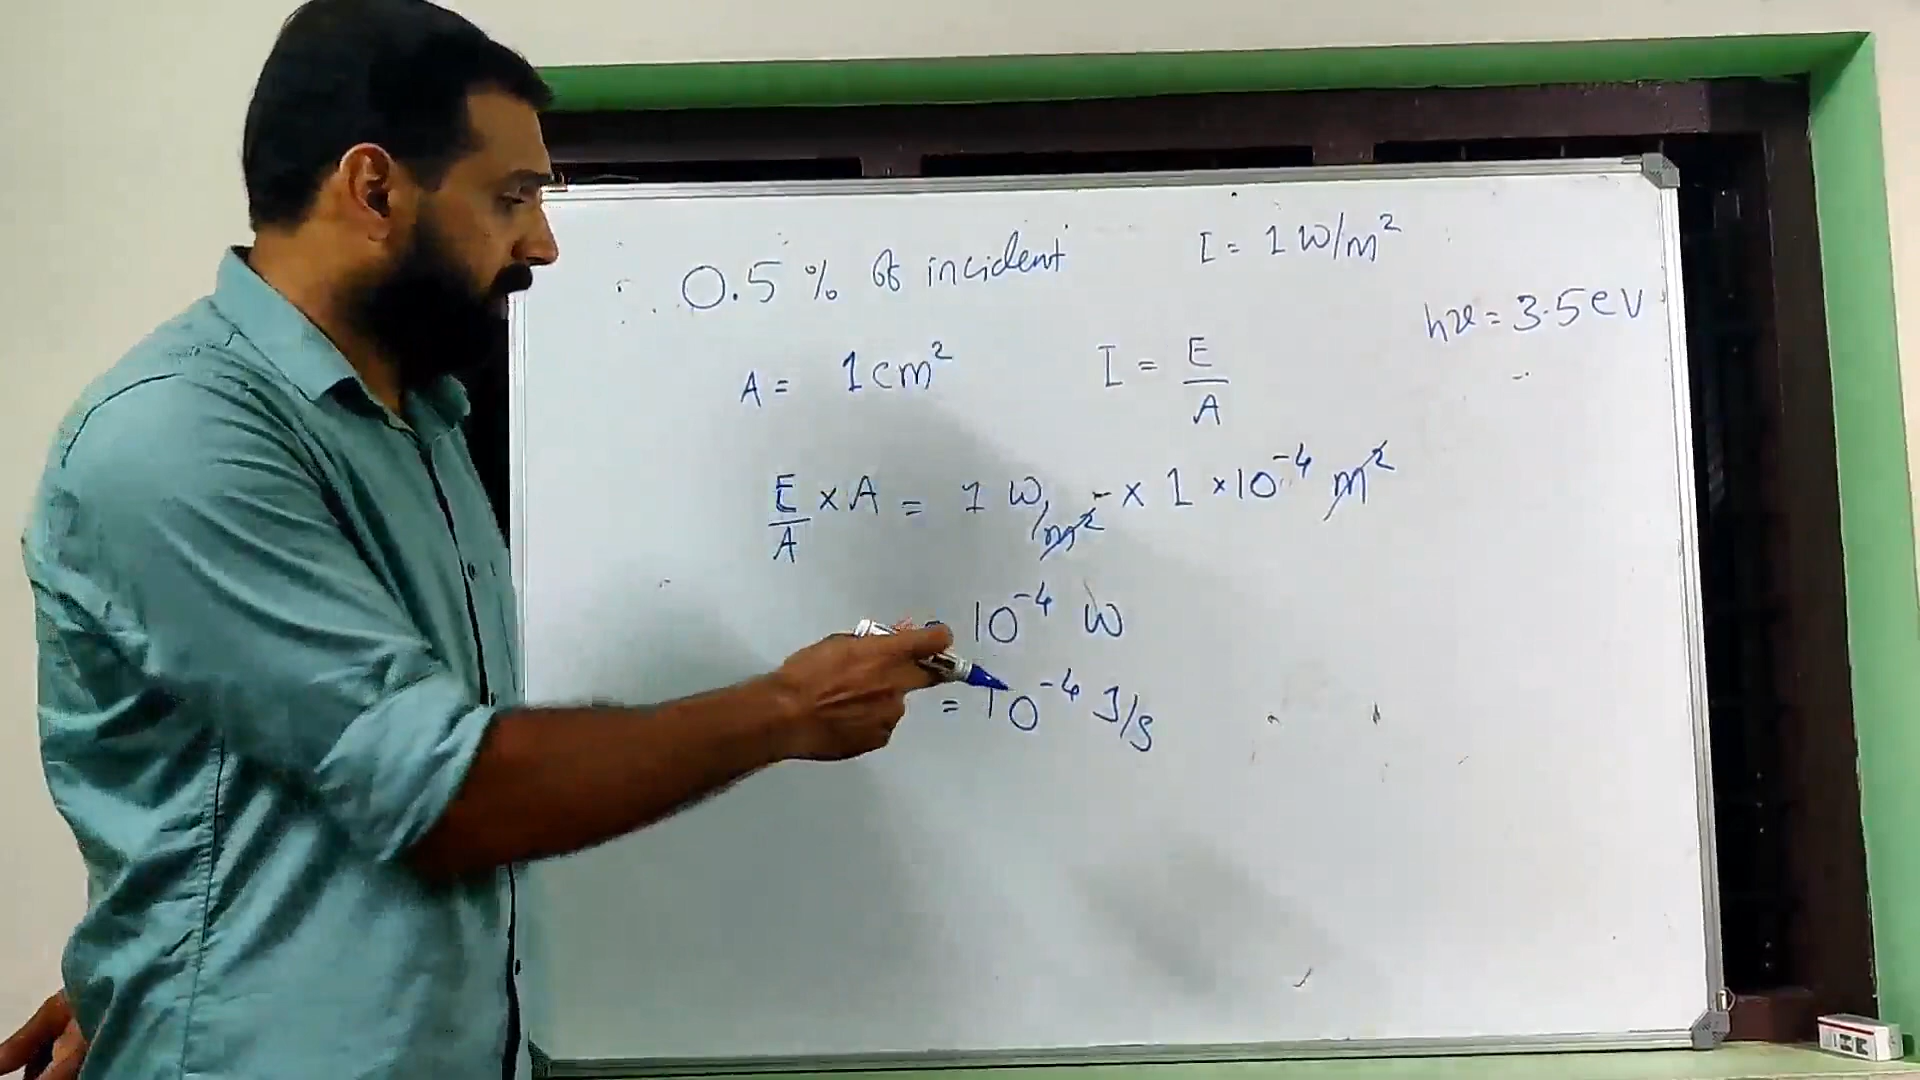 0.5 % of incident
I = 1 W/m²
hν = 3.5 eV
A = 1 cm²
I = E/A
E/A × A = 1 W/m² × 1 × 10⁻⁴ m²
= 10⁻⁴ W
= 10⁻⁴ J/s